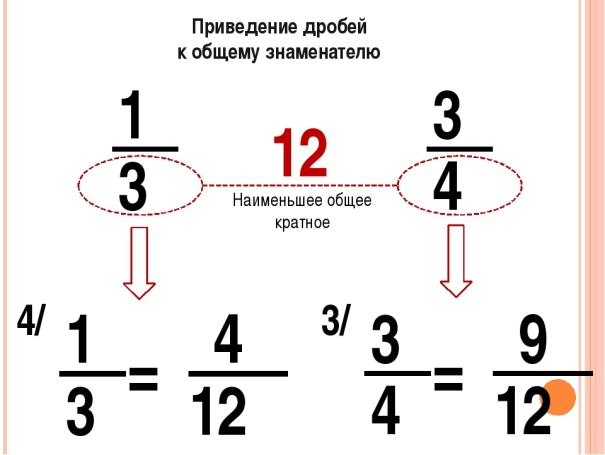 Приведение дробей
к общему знаменателю
1 3
12
3 4
Наименьшее общее
кратное
4/ 3/
1 4 3 9
= =
3 12 4 12